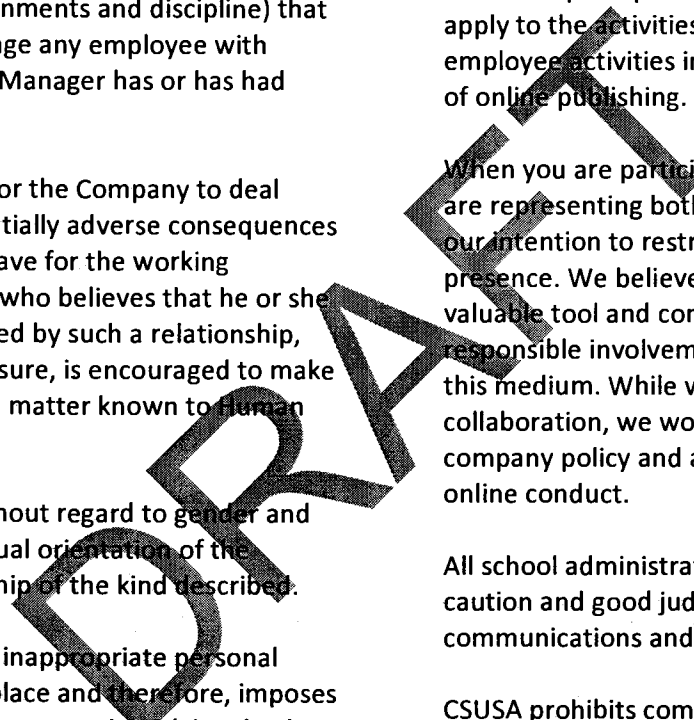 nments and discipline) that
ge any employee with
Manager has or has had
or the Company to deal
tially adverse consequences
ave for the working
who believes that he or she
ed by such a relationship,
sure, is encouraged to make
matter known to Human
hout regard to gender and
ual orientation of the
hip of the kind described.
inappropriate personal
place and therefore, imposes
apply to the activities
employee activities in
of online publishing.
When you are partici
are representing both
our intention to restr
presence. We believe
valuable tool and con
responsible involvem
this medium. While v
collaboration, we wo
company policy and a
online conduct.
All school administra
caution and good jud
communications and
CSUSA prohibits com
DRAFT